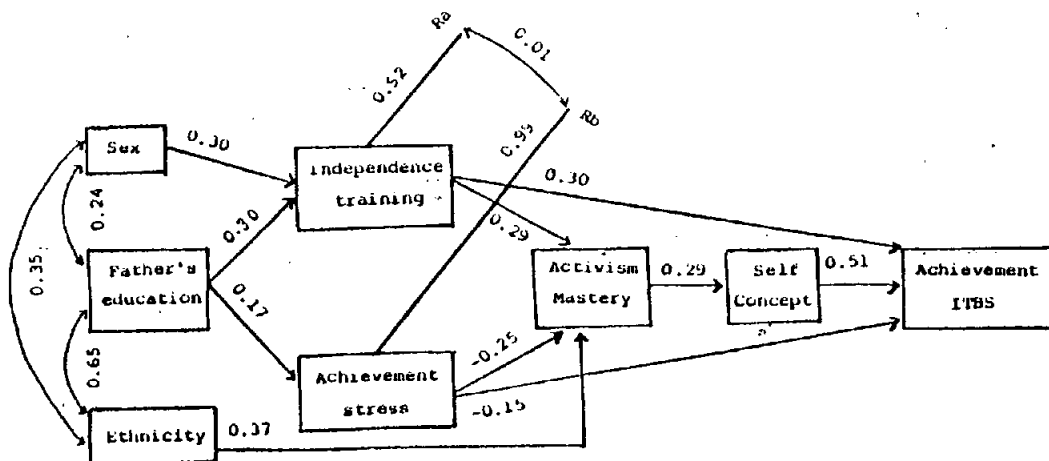 Ra
0.01
0.52
Rb
0.99
Sex
0.30
Independence
training
0.30
0.24
0.30
0.29
0.35
Father's
education
Activism
Mastery
0.29
Self
Concept
0.51
Achievement
ITBS
0.17
0.65
-0.25
Achievement
stress
-0.15
Ethnicity
0.37